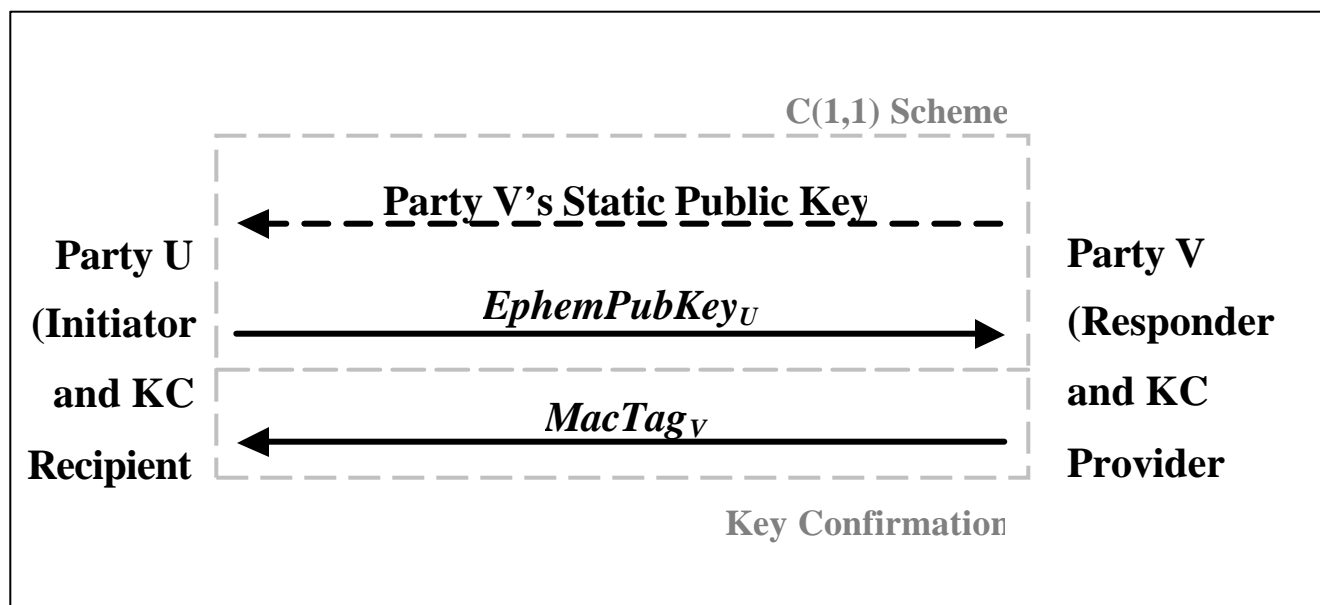 C(1,1) Scheme
Party V’s Static Public Key
Party U
(Initiator
and KC
Recipient
EphemPubKeyU
MacTagV
Party V
(Responder
and KC
Provider
Key Confirmation